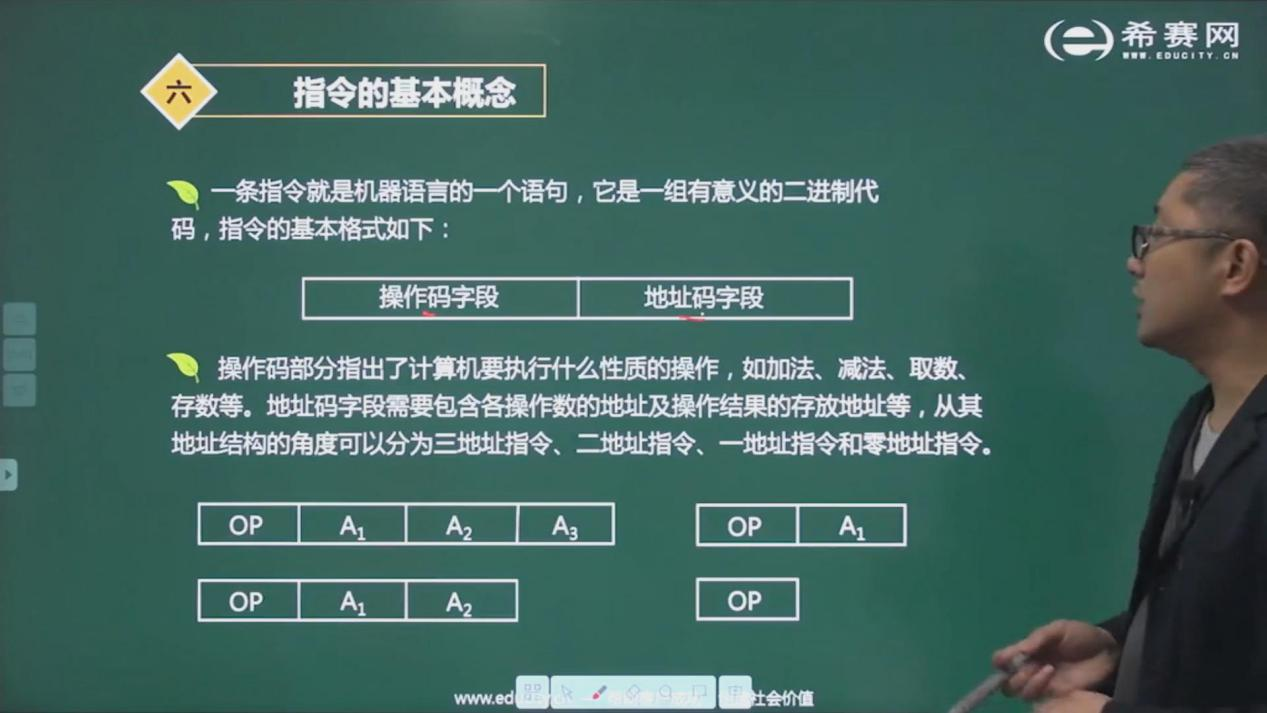 希赛网
WWW.EDUCITY.CN
六
指令的基本概念
一条指令就是机器语言的一个语句，它是一组有意义的二进制代
码，指令的基本格式如下：
操作码字段 地址码字段
操作码部分指出了计算机要执行什么性质的操作，如加法、减法、取数、
存数等。地址码字段需要包含各操作数的地址及操作结果的存放地址等，从其
地址结构的角度可以分为三地址指令、二地址指令、一地址指令和零地址指令。
OP A₁ A₂ A₃ OP A₁
OP A₁ A₂ OP
社会价值